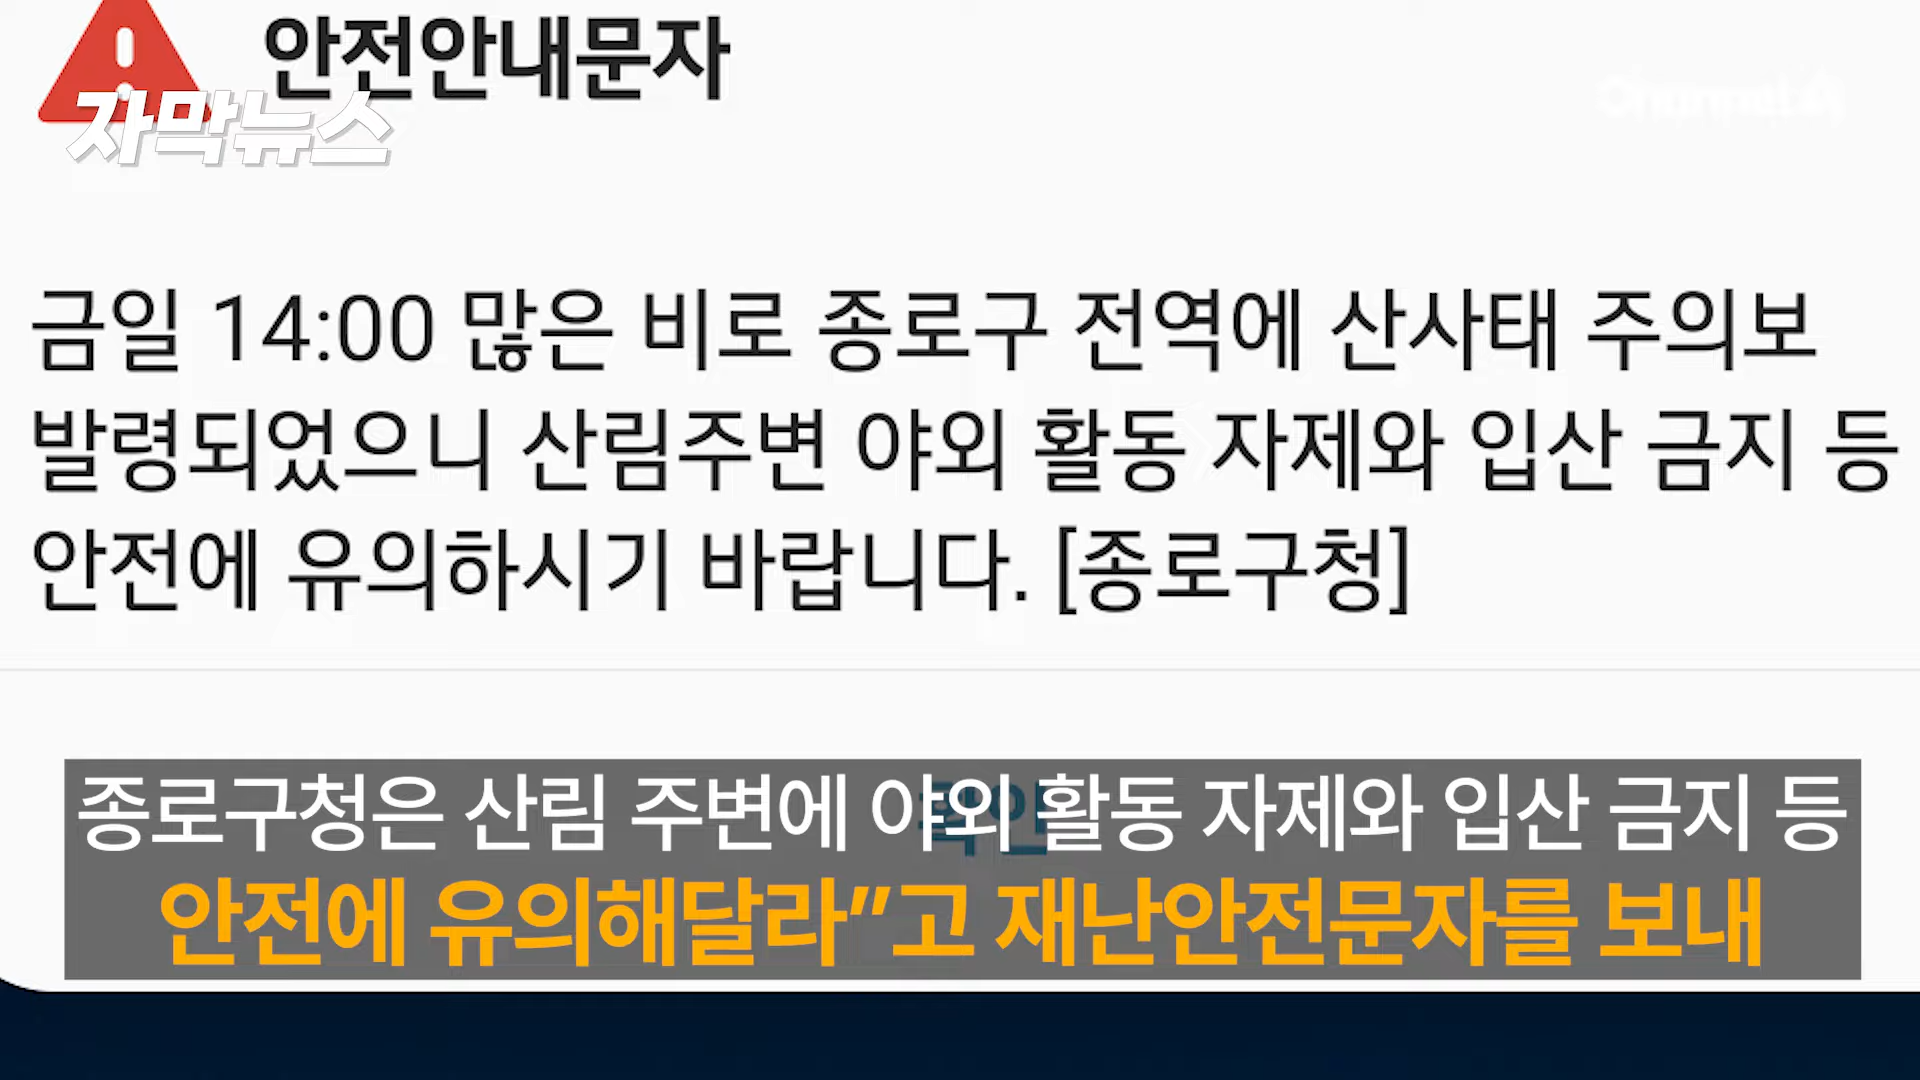 안전안내문자
자막뉴스
금일 14:00 많은 비로 종로구 전역에 산사태 주의보
발령되었으니 산림주변 야외 활동 자제와 입산 금지 등
안전에 유의하시기 바랍니다. [종로구청]
확인
종로구청은 산림 주변에 야외 활동 자제와 입산 금지 등
안전에 유의해달라”고 재난안전문자를 보내